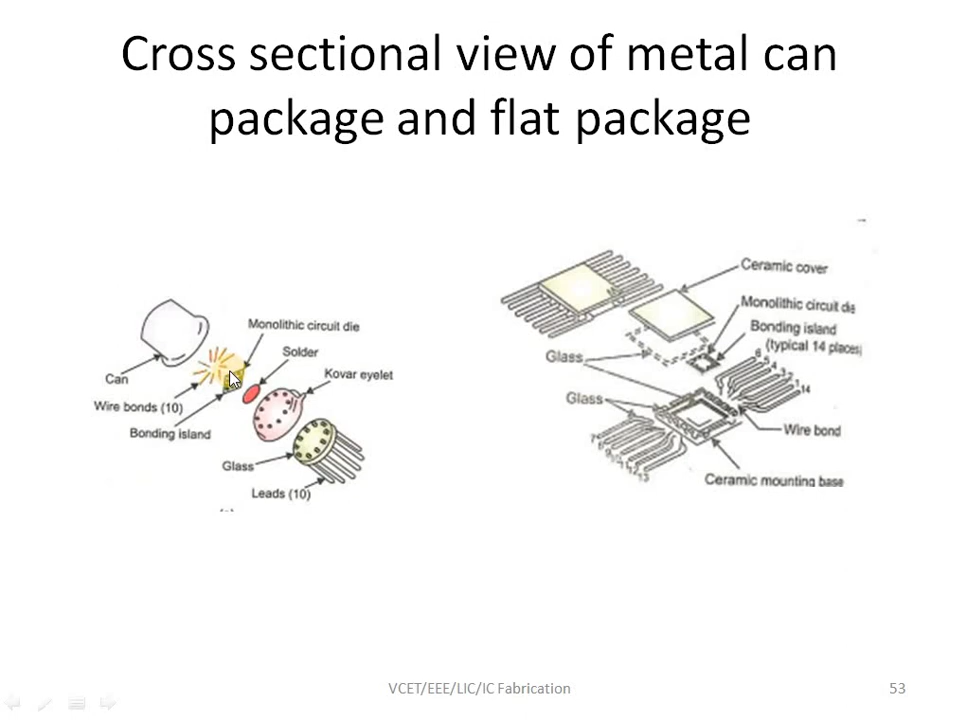 Cross sectional view of metal can
package and flat package
Monolithic circuit die
Solder
Kovar eyelet
Can
Wire bonds (10)
Bonding island
Glass
Leads (10)
Ceramic cover
Monolithic circuit die
Bonding island
(typical 14 places)
Glass
Glass
Wire bond
Ceramic mounting base
VCET/EEE/LIC/IC Fabrication
53